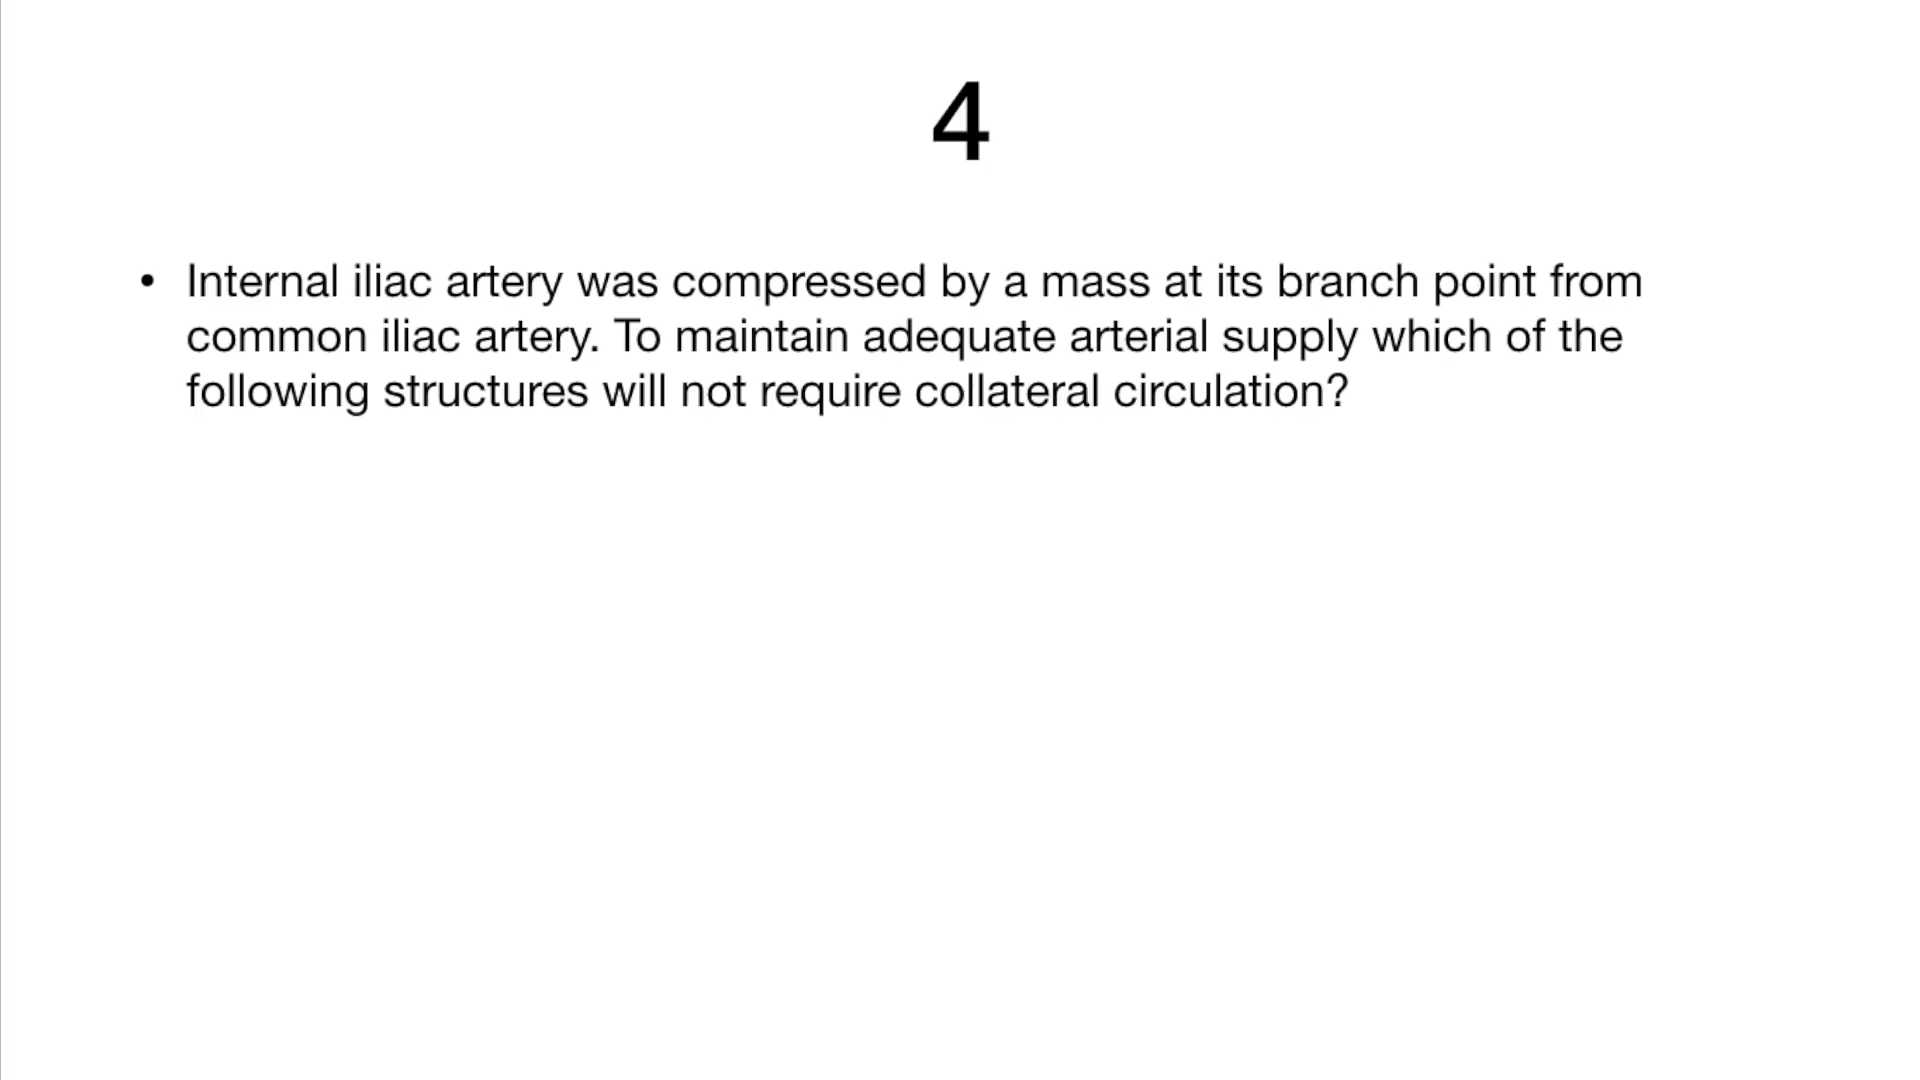 4
• Internal iliac artery was compressed by a mass at its branch point from
common iliac artery. To maintain adequate arterial supply which of the
following structures will not require collateral circulation?